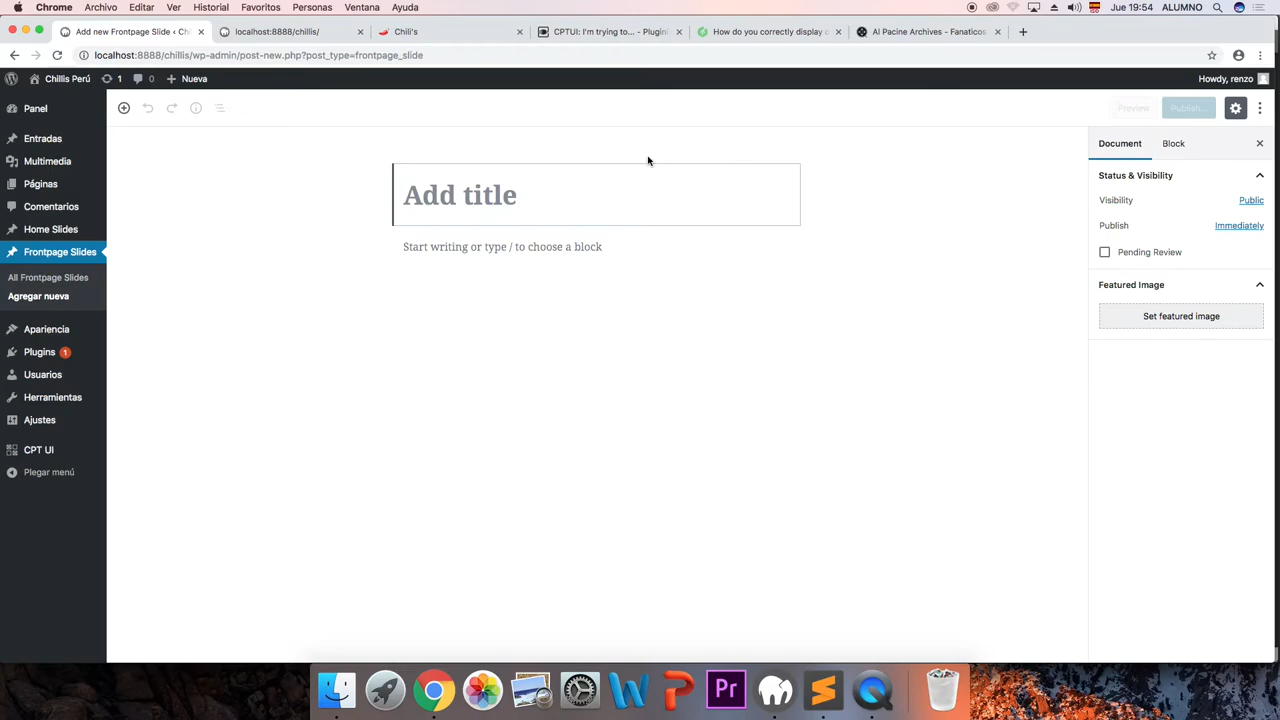 Chrome Archivo Editar Ver Historial Favoritos Personas Ventana Ayuda Jue 19:54 ALUMNO
Add new Frontpage Slide ‹ Chi localhost:8888/chillis/ Chili's CPTUI: I'm trying to... - Plugini How do you correctly display c Al Pacine Archives - Fanaticos
localhost:8888/chillis/wp-admin/post-new.php?post_type=frontpage_slide
Chillis Perú 1 0 Nueva Howdy, renzo
Panel
Preview Publish...
Entradas
Document Block
Multimedia
Status & Visibility
Páginas
Add title
Visibility Public
Comentarios
Publish Immediately
Home Slides
Start writing or type / to choose a block
Frontpage Slides
Pending Review
All Frontpage Slides
Featured Image
Agregar nueva
Set featured image
Apariencia
Plugins 1
Usuarios
Herramientas
Ajustes
CPT UI
Plegar menú
Pr